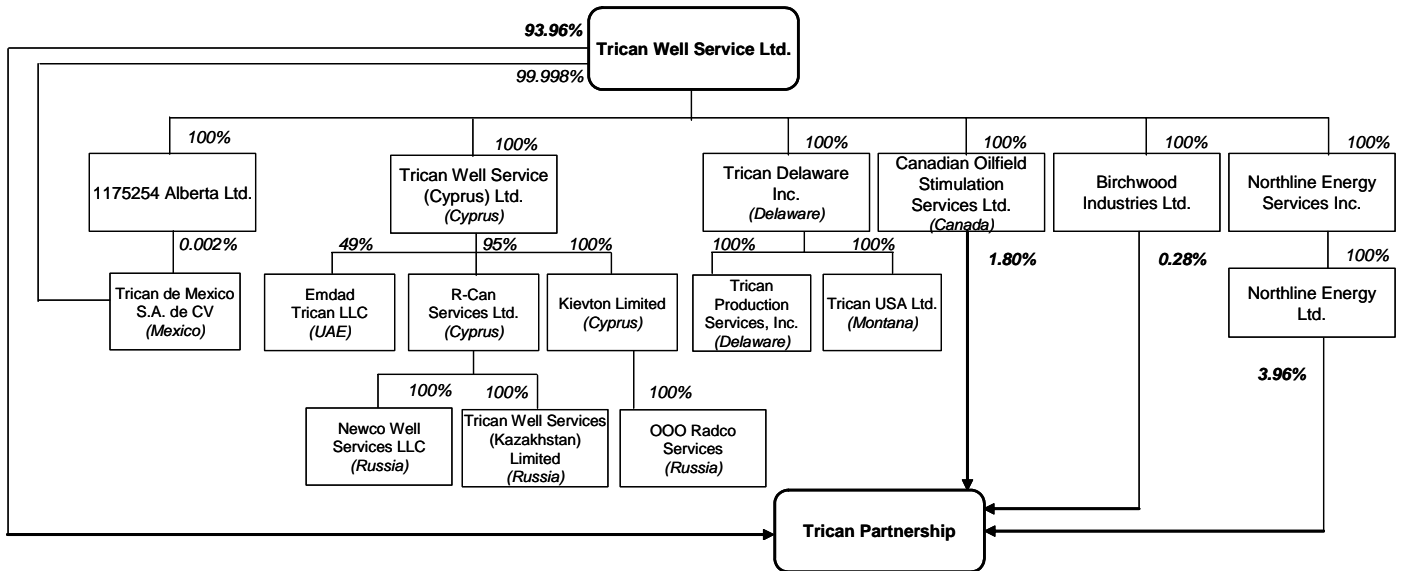 93.96%
Trican Well Service Ltd.
99.998%
100%
100%
100%
100%
100%
100%
1175254 Alberta Ltd.
Trican Well Service
(Cyprus) Ltd.
(Cyprus)
Trican Delaware
Inc.
(Delaware)
Canadian Oilfield
Stimulation
Services Ltd.
(Canada)
Birchwood
Industries Ltd.
Northline Energy
Services Inc.
0.002%
49%
95%
100%
100%
100%
1.80%
0.28%
100%
Trican de Mexico
S.A. de CV
(Mexico)
Emdad
Trican LLC
(UAE)
R-Can
Services Ltd.
(Cyprus)
Kievton Limited
(Cyprus)
Trican
Production
Services, Inc.
(Delaware)
Trican USA Ltd.
(Montana)
Northline Energy
Ltd.
3.96%
100%
100%
100%
Newco Well
Services LLC
(Russia)
Trican Well Services
(Kazakhstan)
Limited
(Russia)
OOO Radco
Services
(Russia)
Trican Partnership